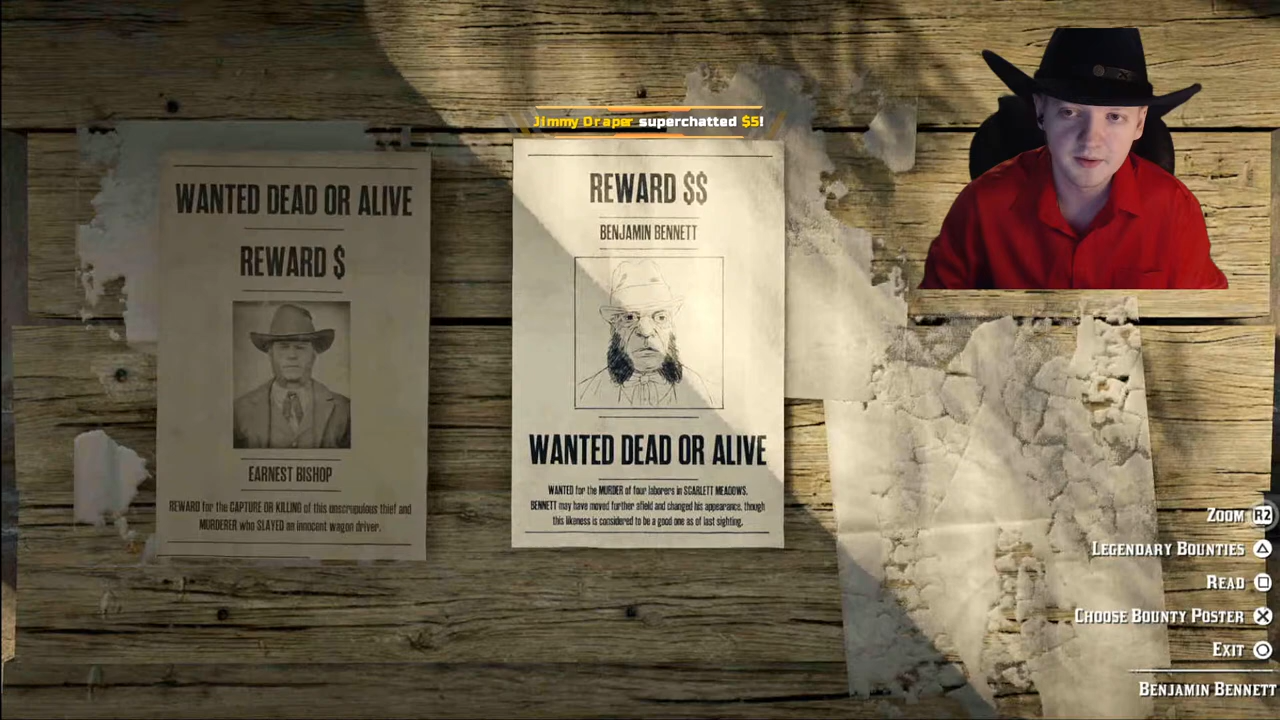 Jimmy Draper superchatted $5!
WANTED DEAD OR ALIVE
REWARD $
EARNEST BISHOP
REWARD for the CAPTURE OR KILLING of this unscrupulous thief and
MURDERER who SLAYED an innocent wagon driver.
REWARD $$
BENJAMIN BENNETT
WANTED DEAD OR ALIVE
WANTED for the MURDER of four laborers in SCARLETT MEADOWS.
BENNETT may have moved further afield and changed his appearance, though
this likeness is considered to be a good one as of last sighting.
ZOOM R2
LEGENDARY BOUNTIES
READ
CHOOSE BOUNTY POSTER
EXIT
BENJAMIN BENNETT